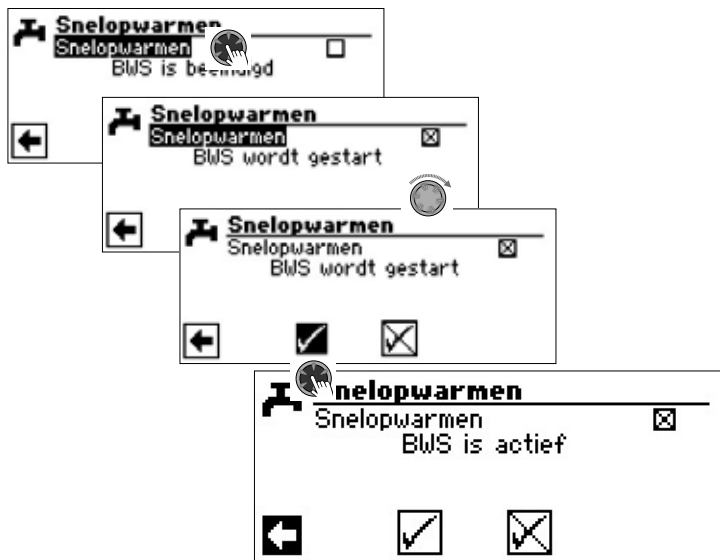 Snelopwarmen
Snelopwarmen
BWS is beëindigd
Snelopwarmen
Snelopwarmen
BWS wordt gestart
Snelopwarmen
Snelopwarmen
BWS wordt gestart
Snelopwarmen
Snelopwarmen
BWS is actief